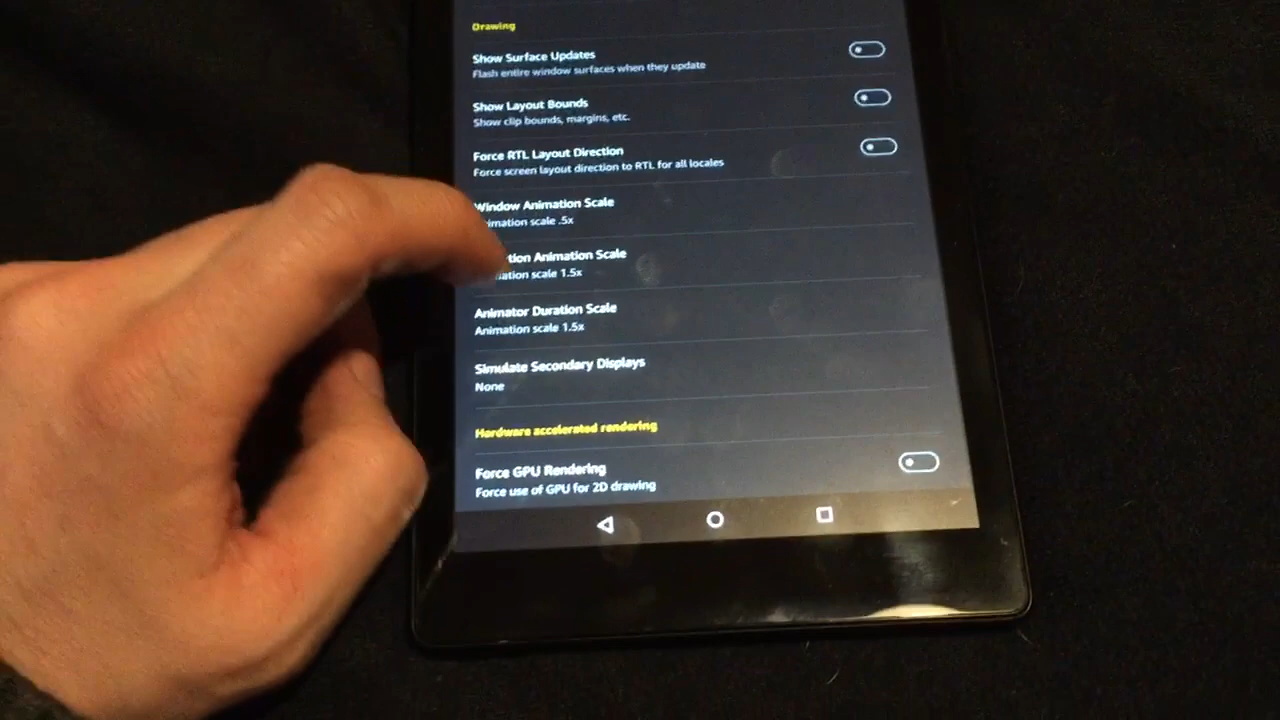 Drawing
Show Surface Updates
Flash entire window surfaces when they update
Show Layout Bounds
Show clip bounds, margins, etc.
Force RTL Layout Direction
Force screen layout direction to RTL for all locales
Window Animation Scale
imation scale .5x
tion Animation Scale
ation scale 1.5x
Animator Duration Scale
Animation scale 1.5x
Simulate Secondary Displays
None
Hardware accelerated rendering
Force GPU Rendering
Force use of GPU for 2D drawing